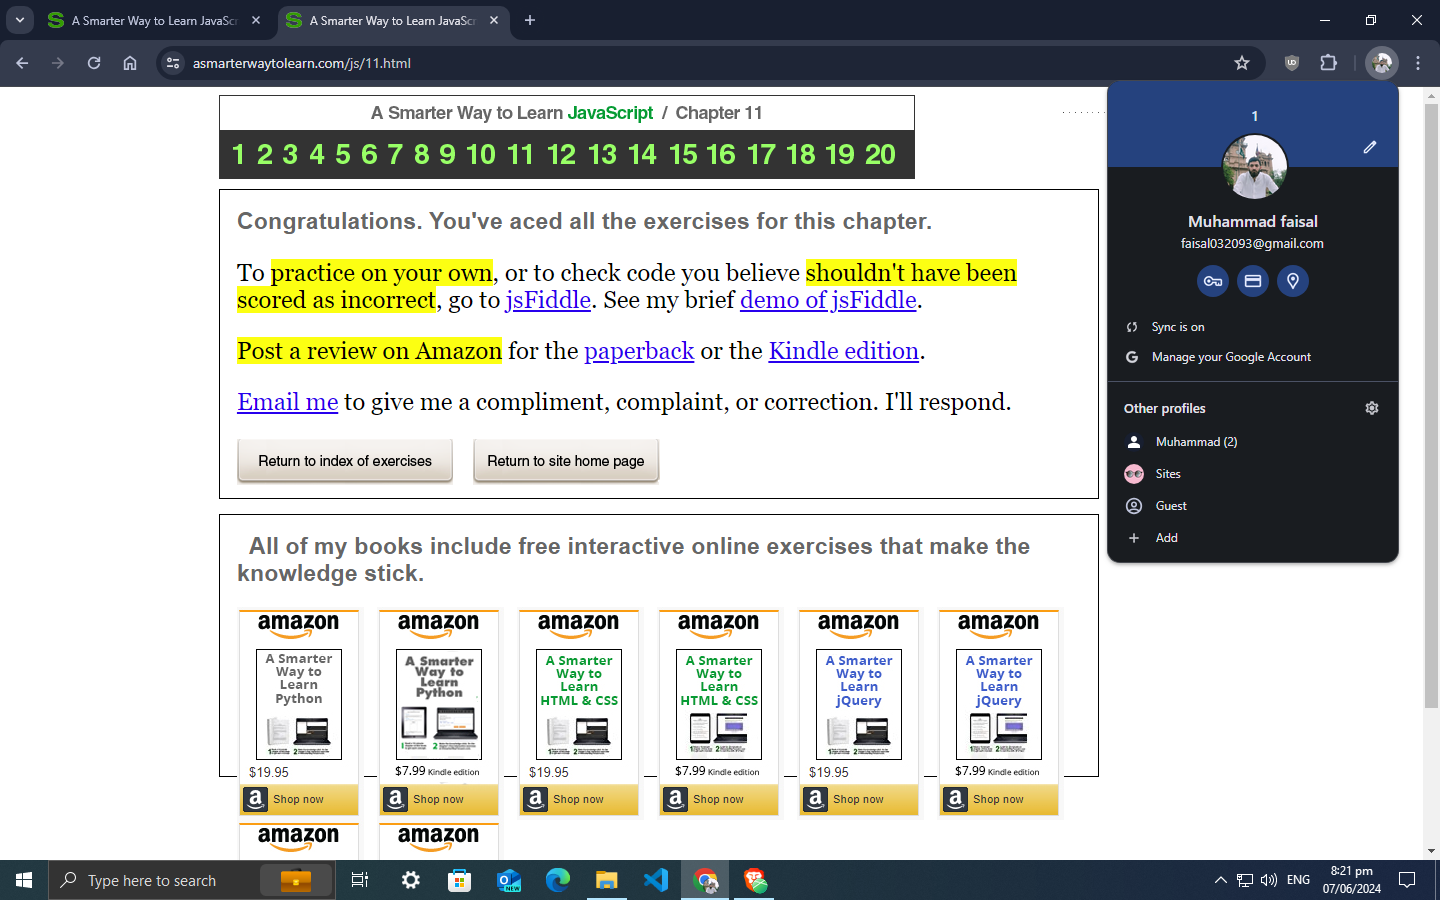 A Smarter Way to Learn JavaScr
A Smarter Way to Learn JavaSc
asmarterwaytolearn.com/js/11.html
A Smarter Way to Learn JavaScript / Chapter 11
1 2 3 4 5 6 7 8 9 10 11 12 13 14 15 16 17 18 19 20
Congratulations. You've aced all the exercises for this chapter.
To practice on your own, or to check code you believe shouldn't have been
scored as incorrect, go to jsFiddle. See my brief demo of jsFiddle.
Post a review on Amazon for the paperback or the Kindle edition.
Email me to give me a compliment, complaint, or correction. I'll respond.
Return to index of exercises
Return to site home page
1
Muhammad faisal
faisal032093@gmail.com
Sync is on
Manage your Google Account
Other profiles
Muhammad (2)
Sites
Guest
Add
All of my books include free interactive online exercises that make the
knowledge stick.
amazon
A Smarter
Way to
Learn
Python
$19.95
Shop now
amazon
A Smarter
Way to
Learn
Python
$7.99 Kindle edition
Shop now
amazon
A Smarter
Way to
Learn
HTML & CSS
$19.95
Shop now
amazon
A Smarter
Way to
Learn
HTML & CSS
$7.99 Kindle edition
Shop now
amazon
A Smarter
Way to
Learn
jQuery
$19.95
Shop now
amazon
A Smarter
Way to
Learn
jQuery
$7.99 Kindle edition
Shop now
amazon
amazon
Type here to search
NEW
ENG
8:21 pm
07/06/2024